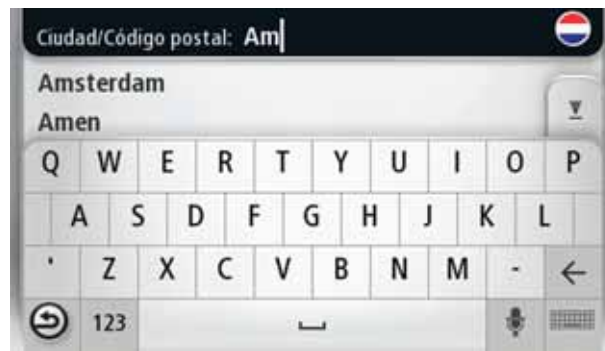 Ciudad/Código postal: Am
Amsterdam
Amen
Q W E R T Y U I O P
A S D F G H J K L
' Z X C V B N M -
123